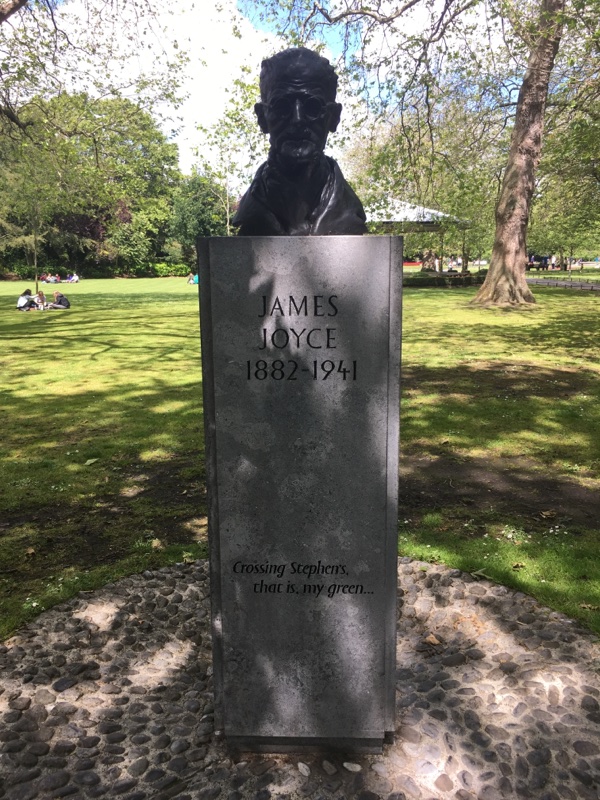 JAMES
JOYCE
1882-1941
Crossing Stephen's,
that is, my green...